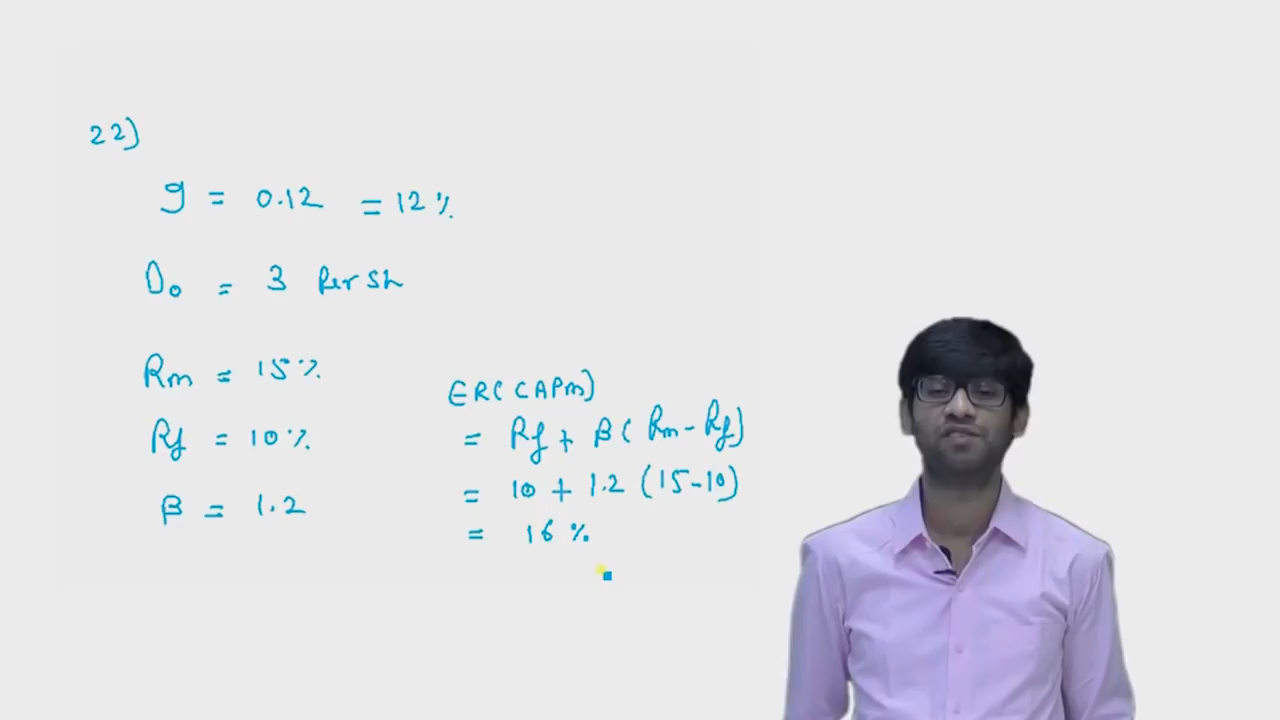 22)
g = 0.12 = 12%
D₀ = 3 Per Sh
Rm = 15%
Rf = 10%
β = 1.2
ER(CAPM)
= Rf + β(Rm - Rf)
= 10 + 1.2 (15-10)
= 16%